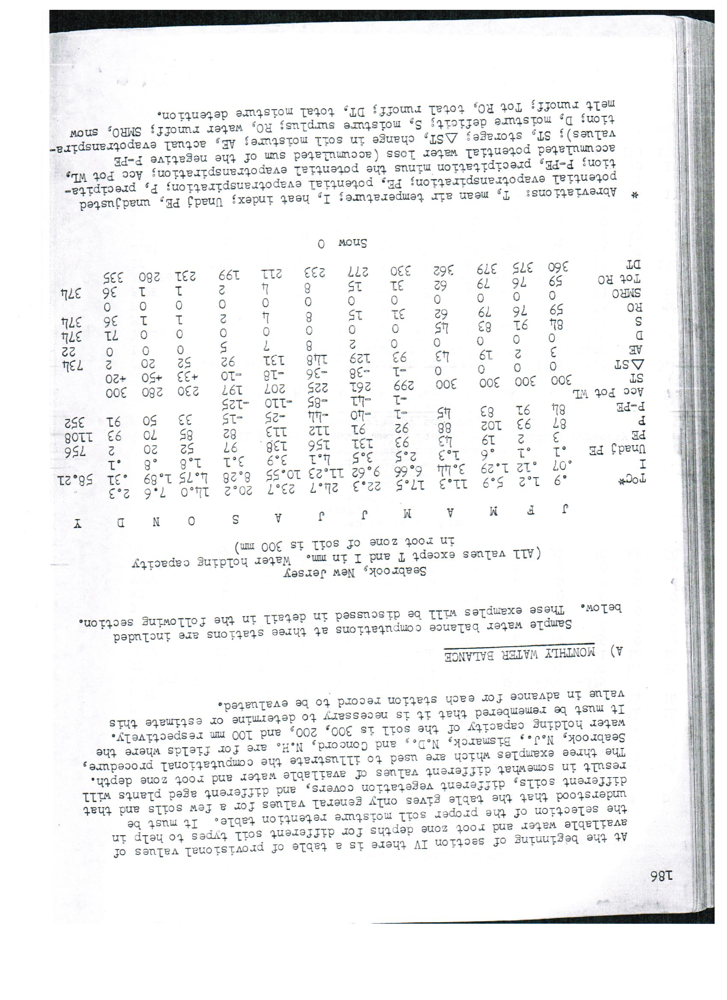 186
At the beginning of section IV there is a table of provisional values of
available water and root zone depths for different soil types to help in
the selection of the proper soil moisture retention table. It must be
understood that the table gives only general values for a few soils and that
different soils, different vegetation covers, and different aged plants will
result in somewhat different values of available water and root zone depth.
The three examples which are used to illustrate the computational procedure,
Seabrook, N.J., Bismarck, N.D., and Concord, N.H. are for fields where the
water holding capacity of the soil is 300, 200, and 100 mm respectively.
It must be remembered that it is necessary to determine or estimate this
value in advance for each station record to be evaluated.
A) MONTHLY WATER BALANCE
Sample water balance computations at three stations are included
below. These examples will be discussed in detail in the following section.
Seabrook, New Jersey
(All values except T and I in mm. Water holding capacity
in root zone of soil is 300 mm)
J F M A M J J A S O N D Y
TOC* .9 1.2 5.9 11.3 17.5 22.3 24.7 23.7 20.2 14.0 7.6 2.3
I .07 .12 1.29 3.44 6.66 9.62 11.23 10.55 8.28 4.75 1.89 .31 58.21
Unadj PE .1 .1 .6 1.3 2.5 3.5 4.1 3.9 3.1 1.8 .8 .1
PE 3 2 19 43 93 131 156 138 97 52 20 2 756
P 87 93 102 88 92 91 112 113 82 85 70 93 1108
P-PE 84 91 83 45 -1 -40 -44 -25 -15 33 50 91 352
Acc Pot WL -1 -41 -85 -110 -125
ST 300 300 300 300 299 261 225 207 197 230 280 300
△ST 0 0 0 0 -1 -38 -36 -18 -10 +33 +50 +20
AE 3 2 19 43 93 129 148 131 92 52 20 2 734
D 0 0 0 0 0 2 8 7 5 0 0 0 22
S 84 91 83 45 0 0 0 0 0 0 0 71 374
RO 59 76 79 62 31 15 8 4 2 1 1 36 374
SMRO 0 0 0 0 0 0 0 0 0 0 0 0
Tot RO 59 76 79 62 31 15 8 4 2 1 1 36 374
DT 360 375 379 362 330 277 233 211 199 231 280 335
Snow 0
* Abreviations: T, mean air temperature; I, heat index; Unadj PE, unadjusted
potential evapotranspiration; PE, potential evapotranspiration; P, precipita-
tion; P-PE, precipitation minus the potential evapotranspiration; Acc Pot WL,
accumulated potential water loss (accumulated sum of the negative P-PE
values); ST, storage; △ST, change in soil moisture; AE, actual evapotranspira-
tion; D, moisture deficit; S, moisture surplus; RO, water runoff; SMRO, snow
melt runoff; Tot RO, total runoff; DT, total moisture detention.